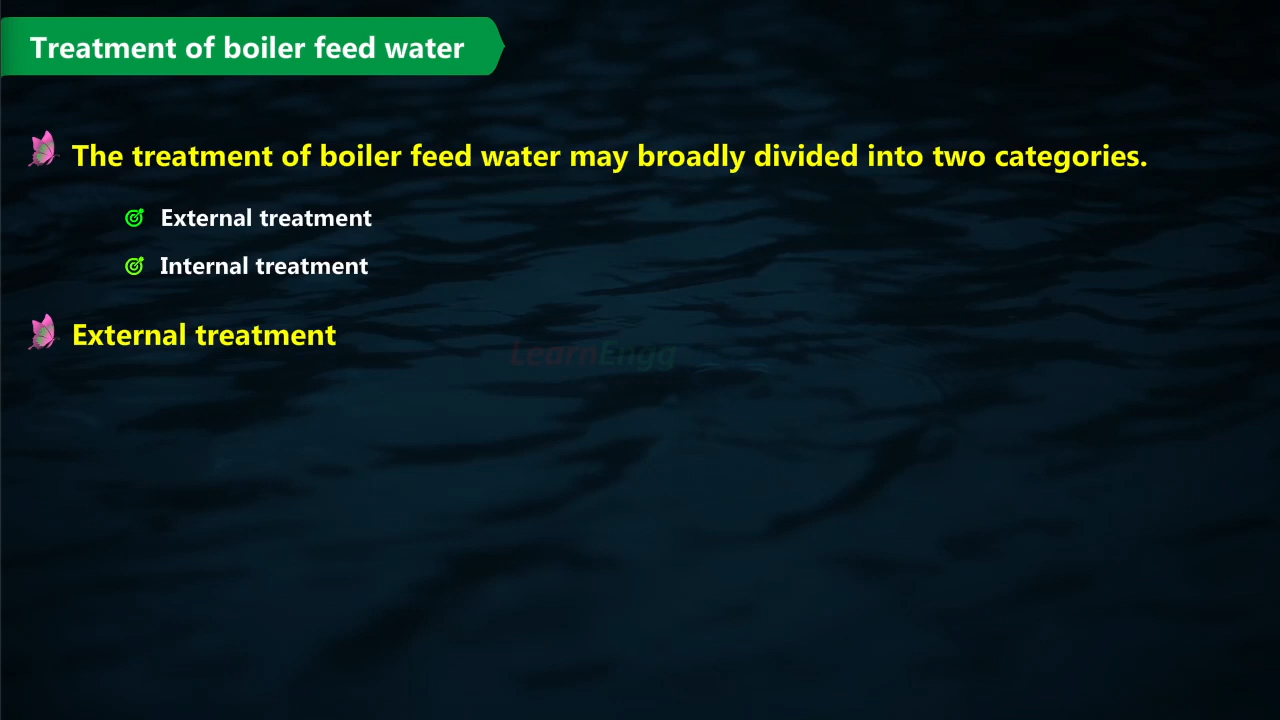 Treatment of boiler feed water
The treatment of boiler feed water may broadly divided into two categories.
External treatment
Internal treatment
External treatment
LearnEngg